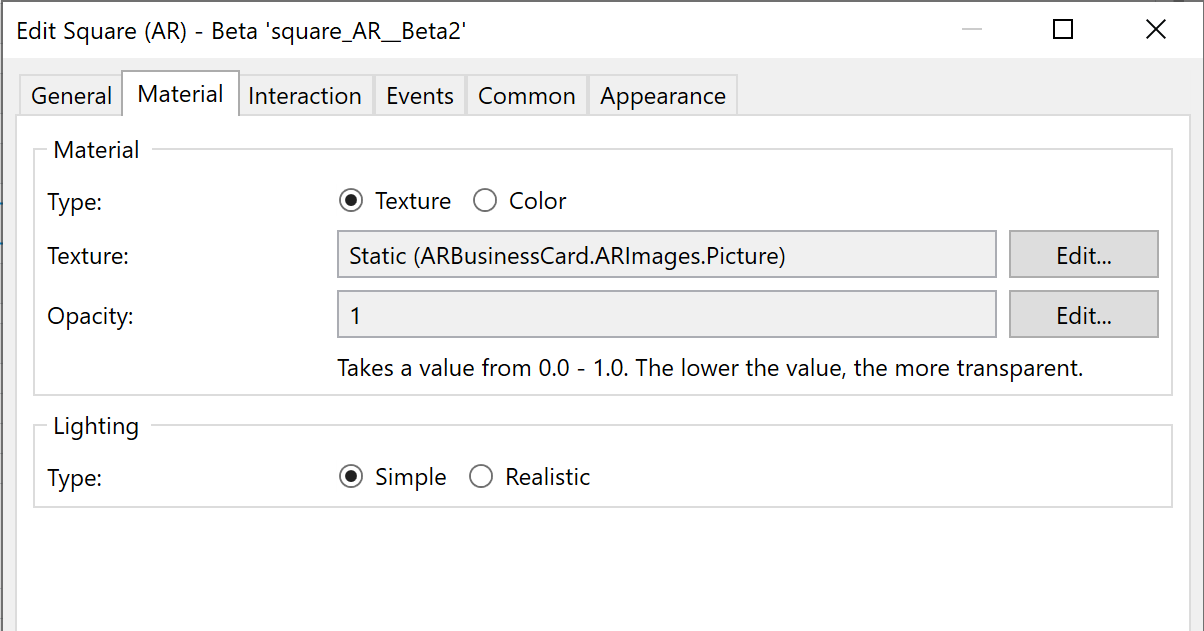 Edit Square (AR) - Beta 'square_AR__Beta2'
General Material Interaction Events Common Appearance
Material
Type: Texture Color
Texture: Static (ARBusinessCard.ARImages.Picture) Edit...
Opacity: 1 Edit...
Takes a value from 0.0 - 1.0. The lower the value, the more transparent.
Lighting
Type: Simple Realistic